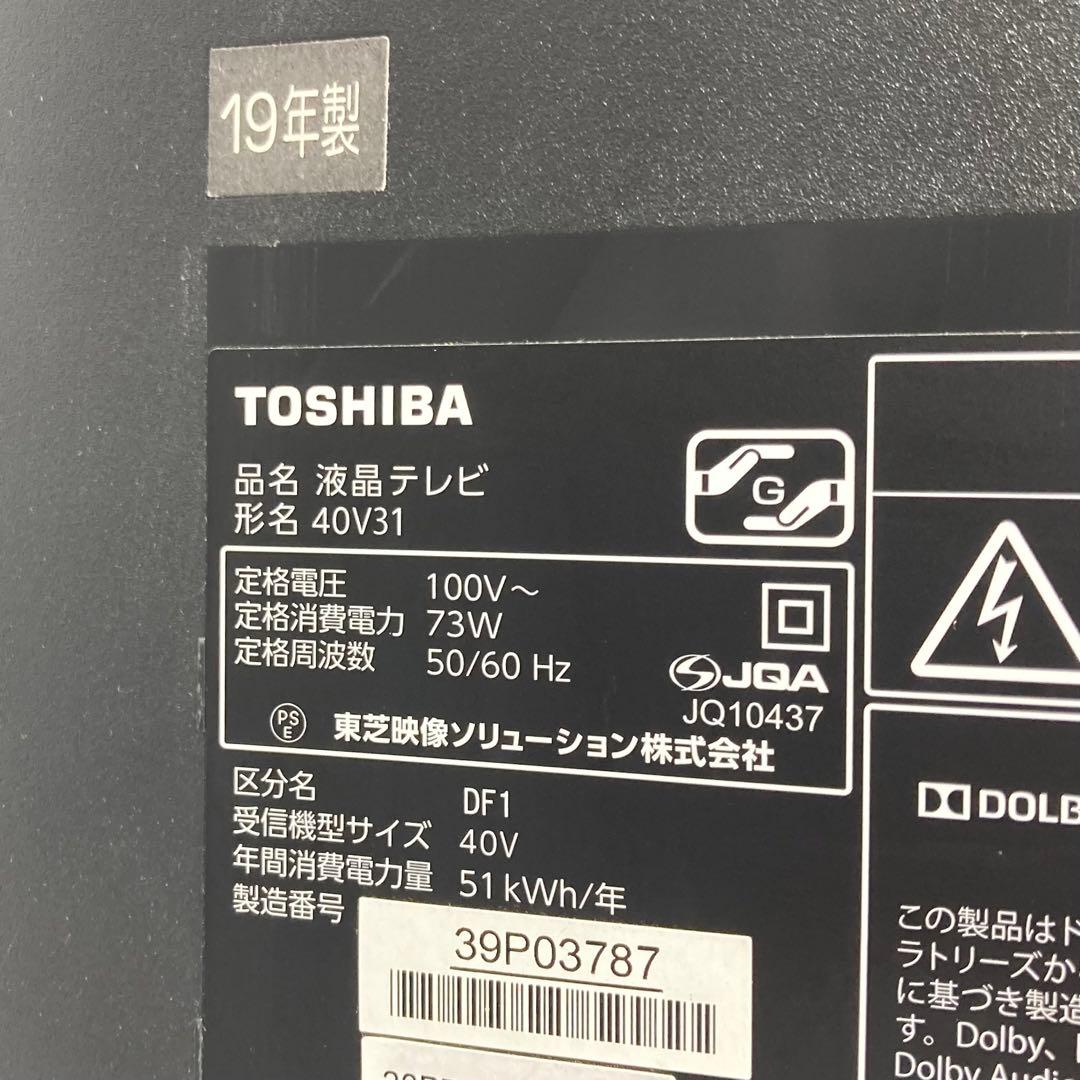 19年製
TOSHIBA
品名 液晶テレビ
形名 40V31
G
定格電圧 100V～
定格消費電力 73W
定格周波数 50/60 Hz
JQA
JQ10437
PS
E
東芝映像ソリューション株式会社
区分名 DF1
受信機型サイズ 40V
年間消費電力量 51kWh/年
製造番号
39P03787
DOLB
この製品はド
ラトリーズか
に基づき製造
す。Dolby、
Dolby Audio